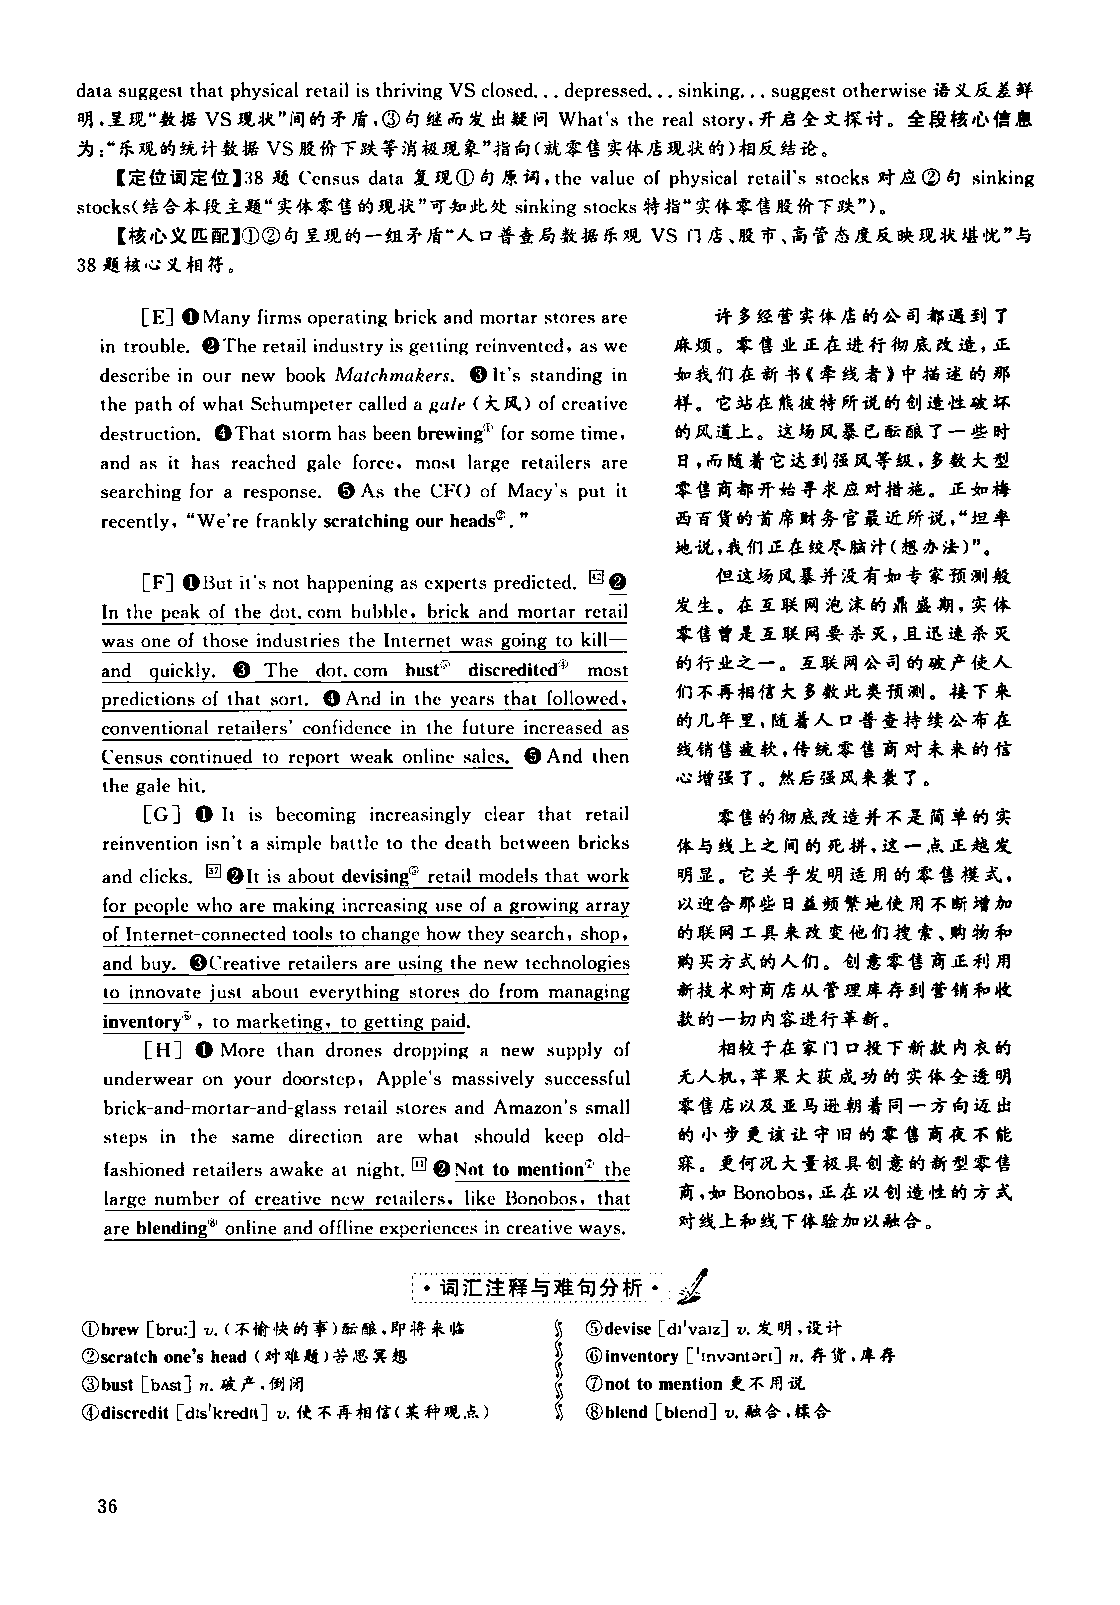 data suggest that physical retail is thriving VS closed...depressed...sinking...suggest otherwise 语义反差鲜
明,呈现“数据 VS 现状”间的矛盾,③句继而发出疑问 What's the real story,开启全文探讨。全段核心信息
为:“乐观的统计数据 VS 股价下跌等消极现象”指向(就零售实体店现状的)相反结论。
【定位词定位】38 题 Census data 复现①句原词,the value of physical retail's stocks 对应②句 sinking
stocks(结合本段主题“实体零售的现状”可知此处 sinking stocks 特指“实体零售股价下跌”)。
【核心义匹配】①②句呈现的一组矛盾“人口普查局数据乐观 VS 门店、股市、高管态度反映现状堪忧”与
38 题核心义相符。
[E] ❶Many firms operating brick and mortar stores are
in trouble. ❷The retail industry is getting reinvented, as we
describe in our new book Matchmakers. ❸It's standing in
the path of what Schumpeter called a gale (大风) of creative
destruction. ❹That storm has been brewing① for some time,
and as it has reached gale force, most large retailers are
searching for a response. ❺As the CFO of Macy's put it
recently, “We're frankly scratching our heads②.”
许多经营实体店的公司都遇到了
麻烦。零售业正在进行彻底改造,正
如我们在新书《牵线者》中描述的那
样。它站在熊彼特所说的创造性破坏
的风道上。这场风暴已酝酿了一些时
日,而随着它达到强风等级,多数大型
零售商都开始寻求应对措施。正如梅
西百货的首席财务官最近所说,“坦率
地说,我们正在绞尽脑汁(想办法)”。
[F] ❶But it's not happening as experts predicted. 42 ❷
In the peak of the dot.com bubble, brick and mortar retail
was one of those industries the Internet was going to kill—
and quickly. ❸ The dot.com bust③ discredited④ most
predictions of that sort. ❹And in the years that followed,
conventional retailers' confidence in the future increased as
Census continued to report weak online sales. ❺And then
the gale hit.
但这场风暴并没有如专家预测般
发生。在互联网泡沫的鼎盛期,实体
零售曾是互联网要杀灭,且迅速杀灭
的行业之一。互联网公司的破产使人
们不再相信大多数此类预测。接下来
的几年里,随着人口普查持续公布在
线销售疲软,传统零售商对未来的信
心增强了。然后强风来袭了。
[G] ❶ It is becoming increasingly clear that retail
reinvention isn't a simple battle to the death between bricks
and clicks. 37 ❷It is about devising⑤ retail models that work
for people who are making increasing use of a growing array
of Internet-connected tools to change how they search, shop,
and buy. ❸Creative retailers are using the new technologies
to innovate just about everything stores do from managing
inventory⑥, to marketing, to getting paid.
零售的彻底改造并不是简单的实
体与线上之间的死拼,这一点正越发
明显。它关乎发明适用的零售模式,
以迎合那些日益频繁地使用不断增加
的联网工具来改变他们搜索、购物和
购买方式的人们。创意零售商正利用
新技术对商店从管理库存到营销和收
款的一切内容进行革新。
[H] ❶ More than drones dropping a new supply of
underwear on your doorstep, Apple's massively successful
brick-and-mortar-and-glass retail stores and Amazon's small
steps in the same direction are what should keep old-
fashioned retailers awake at night. ❷Not to mention⑦ the
large number of creative new retailers, like Bonobos, that
are blending⑧ online and offline experiences in creative ways.
相较于在家门口投下新款内衣的
无人机,苹果大获成功的实体全透明
零售店以及亚马逊朝着同一方向迈出
的小步更该让守旧的零售商夜不能
寐。更何况大量极具创意的新型零售
商,如 Bonobos,正在以创造性的方式
对线上和线下体验加以融合。
·词汇注释与难句分析·
①brew [bruː] v.(不愉快的事)酝酿,即将来临
②scratch one's head (对难题)苦思冥想
③bust [bʌst] n. 破产,倒闭
④discredit [dɪsˈkredɪt] v. 使不再相信(某种观点)
⑤devise [dɪˈvaɪz] v. 发明,设计
⑥inventory [ˈɪnvəntərɪ] n. 存货,库存
⑦not to mention 更不用说
⑧blend [blend] v. 融合,糅合
36